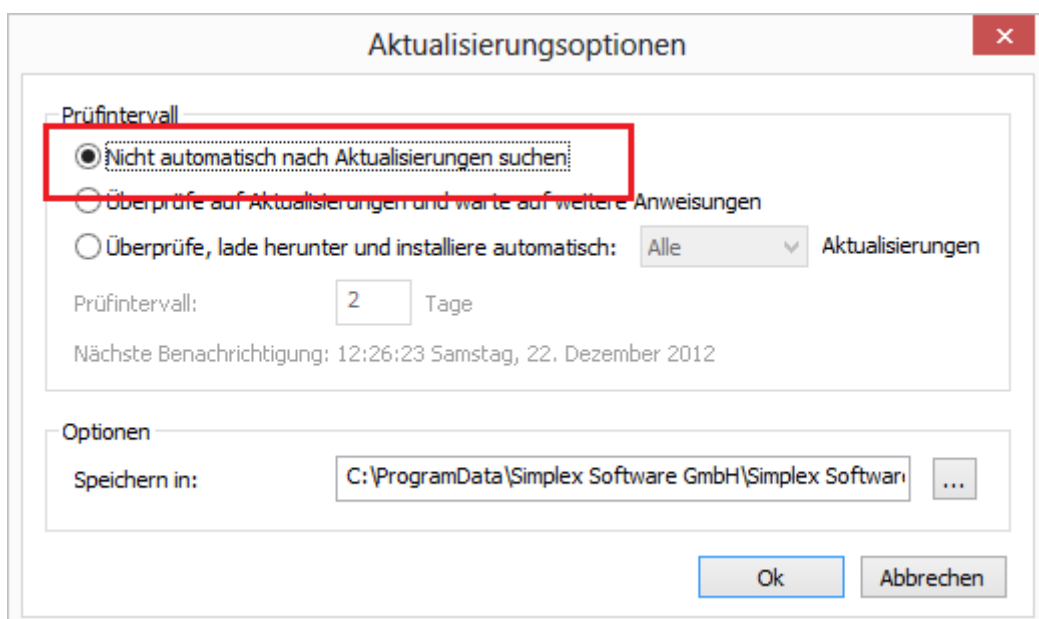 Aktualisierungsoptionen
Prüfintervall
Nicht automatisch nach Aktualisierungen suchen
Überprüfe auf Aktualisierungen und warte auf weitere Anweisungen
Überprüfe, lade herunter und installiere automatisch: Alle Aktualisierungen
Prüfintervall: 2 Tage
Nächste Benachrichtigung: 12:26:23 Samstag, 22. Dezember 2012
Optionen
Speichern in: C:\ProgramData\Simplex Software GmbH\Simplex Software ...
Ok Abbrechen